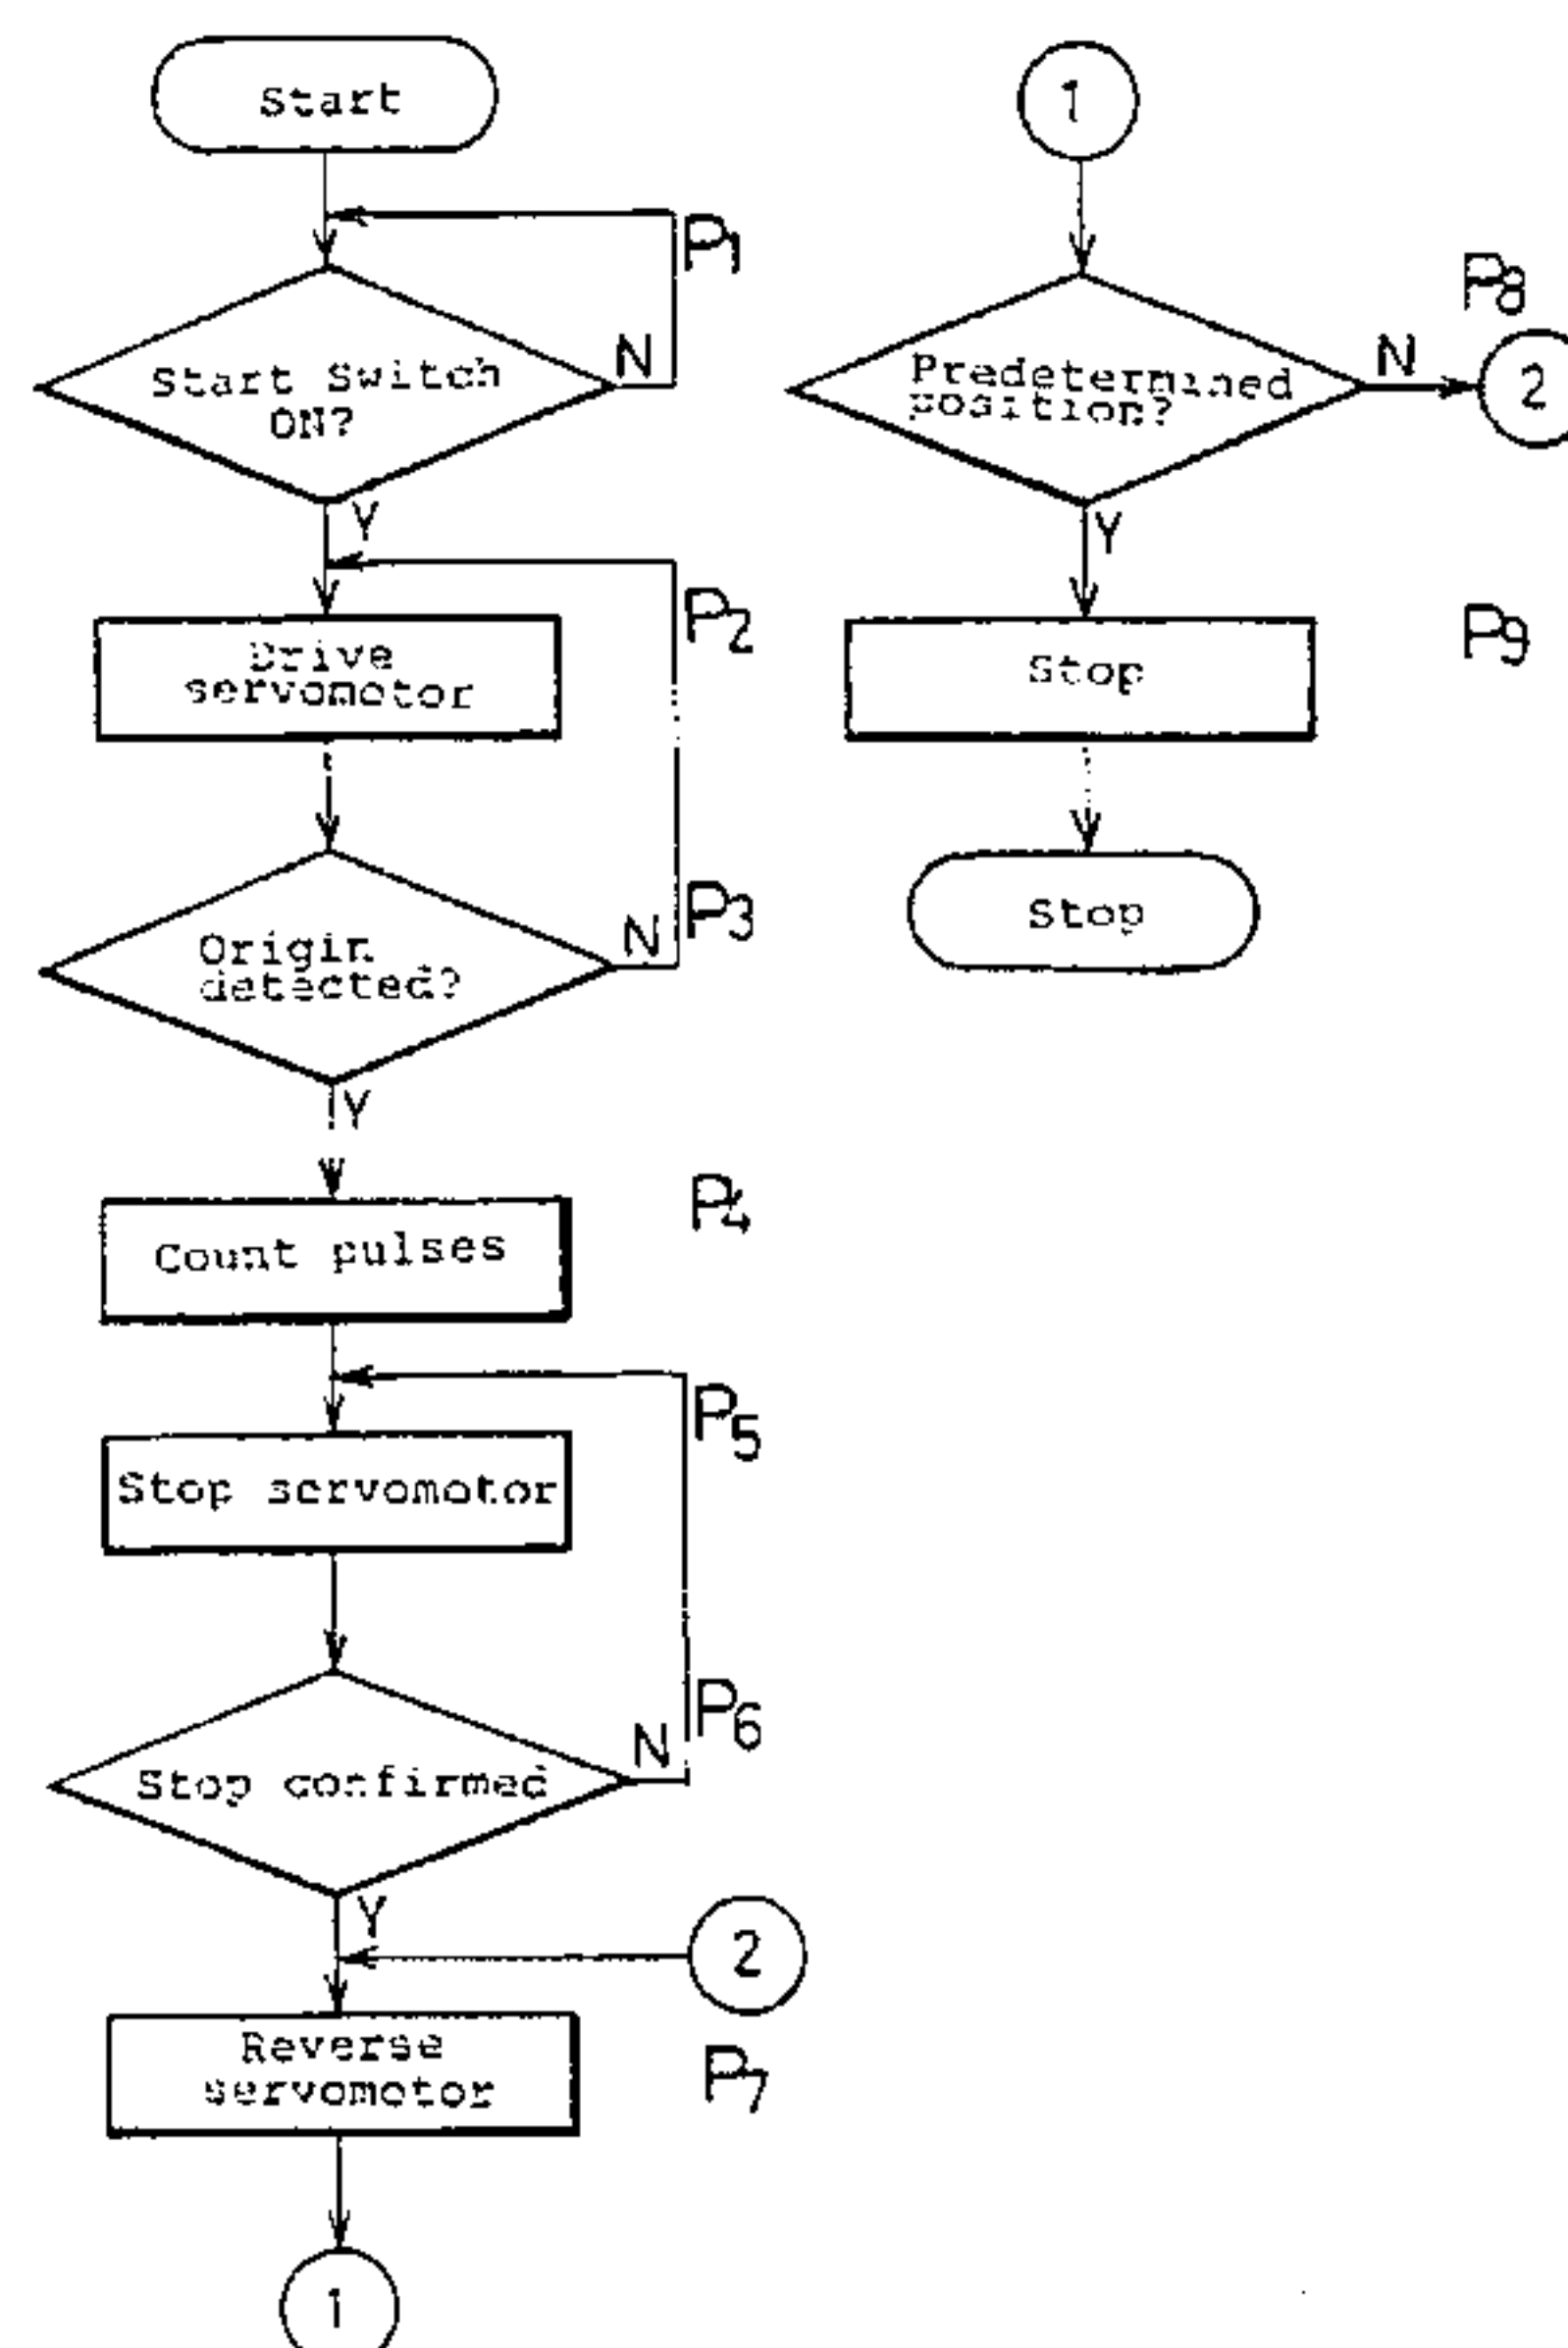 Start
P1
Start Switch
ON?
N
Y
P2
Drive
servomotor
P3
Origin
detected?
N
Y
P4
Count pulses
P5
Stop servomotor
P6
Stop confirmed
N
Y
2
P7
Reverse
servomotor
1
1
P8
Predetermined
position?
N
2
Y
P9
Stop
Stop